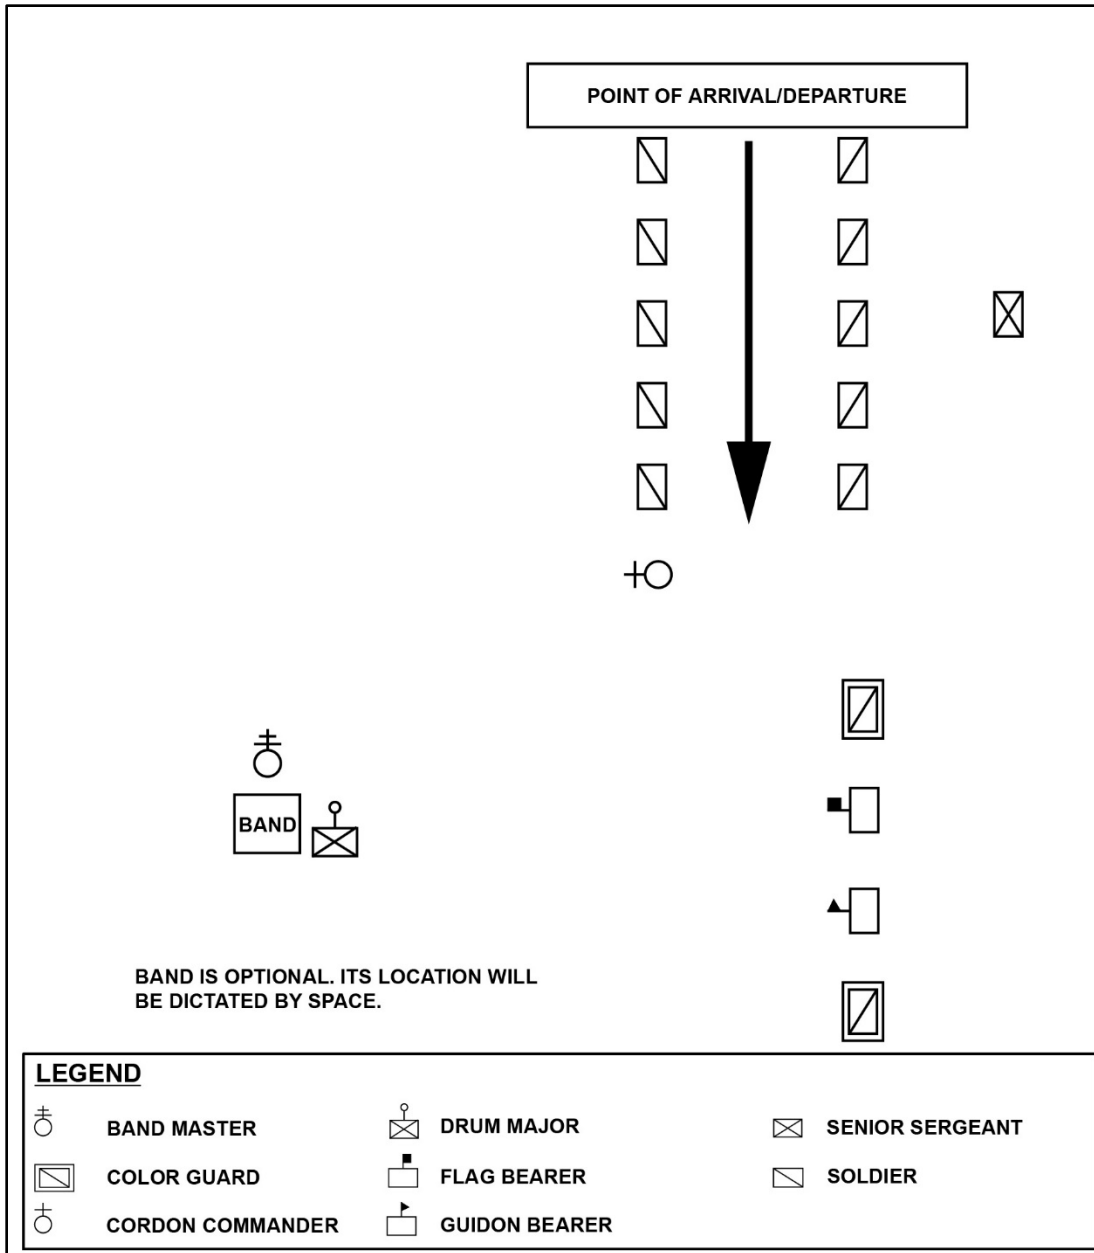 POINT OF ARRIVAL/DEPARTURE
BAND
BAND IS OPTIONAL. ITS LOCATION WILL
BE DICTATED BY SPACE.
LEGEND
BAND MASTER
DRUM MAJOR
SENIOR SERGEANT
COLOR GUARD
FLAG BEARER
SOLDIER
CORDON COMMANDER
GUIDON BEARER